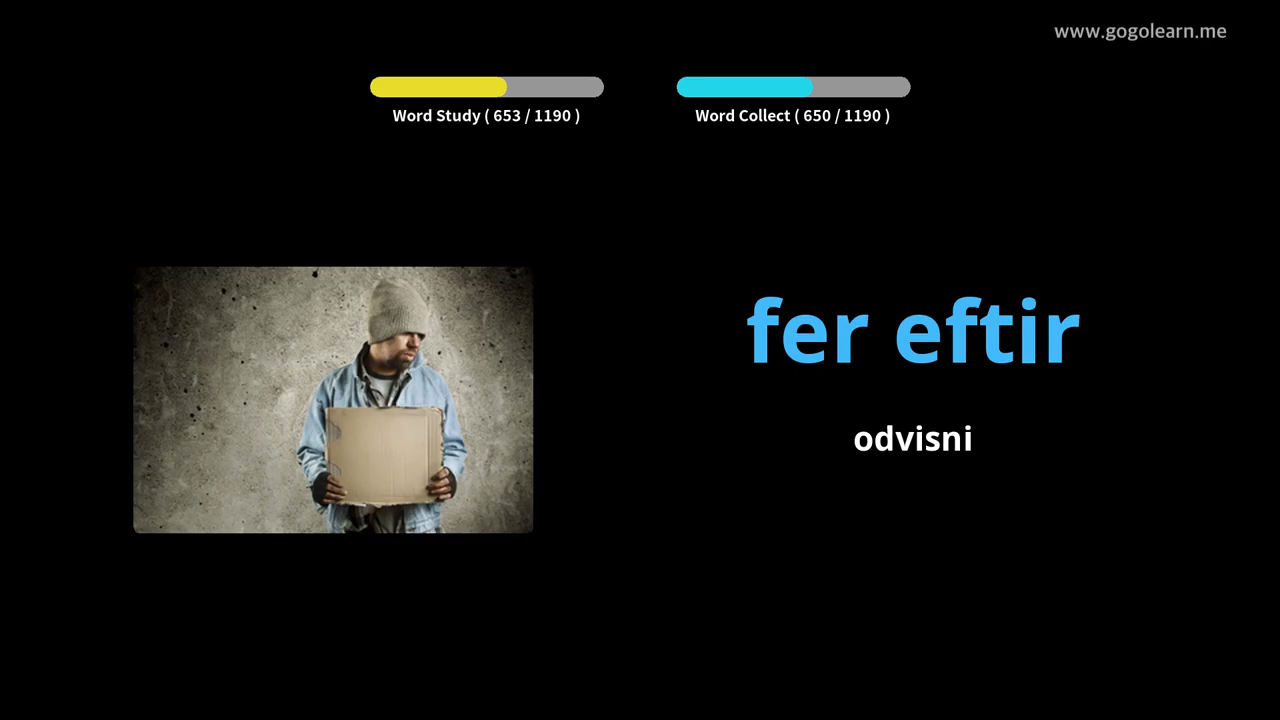 www.gogolearn.me
Word Study ( 653 / 1190 )
Word Collect ( 650 / 1190 )
fer eftir
odvisni